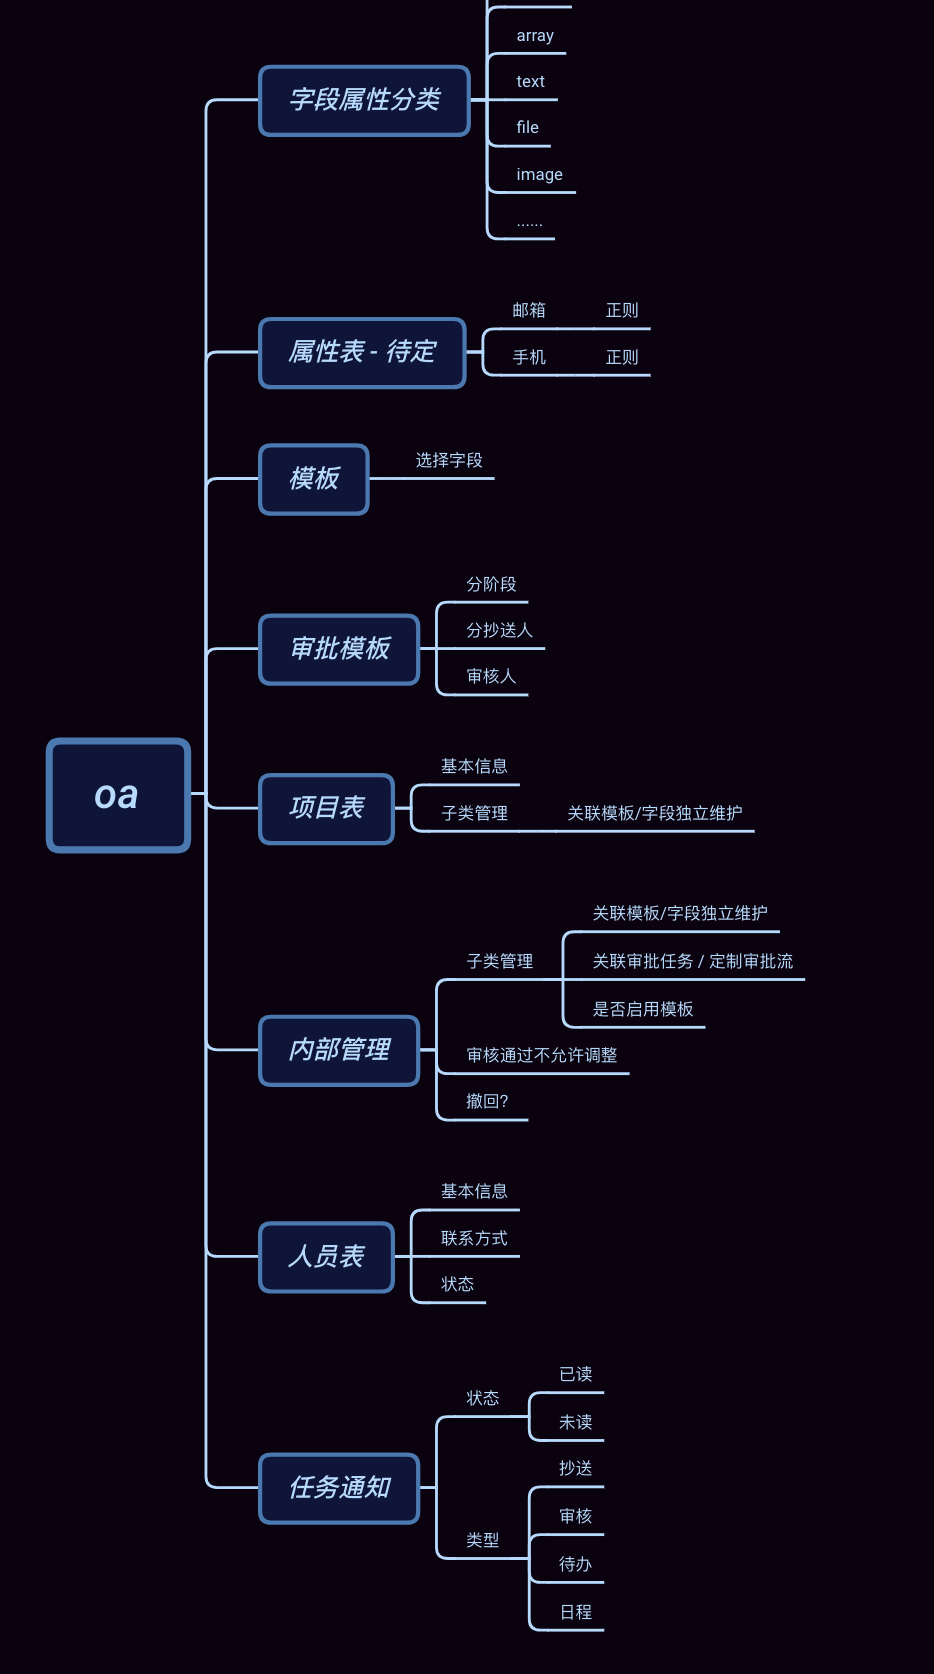 array
字段属性分类
text
file
image
......
邮箱
正则
属性表 - 待定
手机
正则
模板
选择字段
分阶段
审批模板
分抄送人
审核人
oa
基本信息
项目表
子类管理
关联模板/字段独立维护
关联模板/字段独立维护
子类管理
关联审批任务 / 定制审批流
是否启用模板
内部管理
审核通过不允许调整
撤回?
基本信息
人员表
联系方式
状态
已读
状态
未读
任务通知
抄送
审核
类型
待办
日程